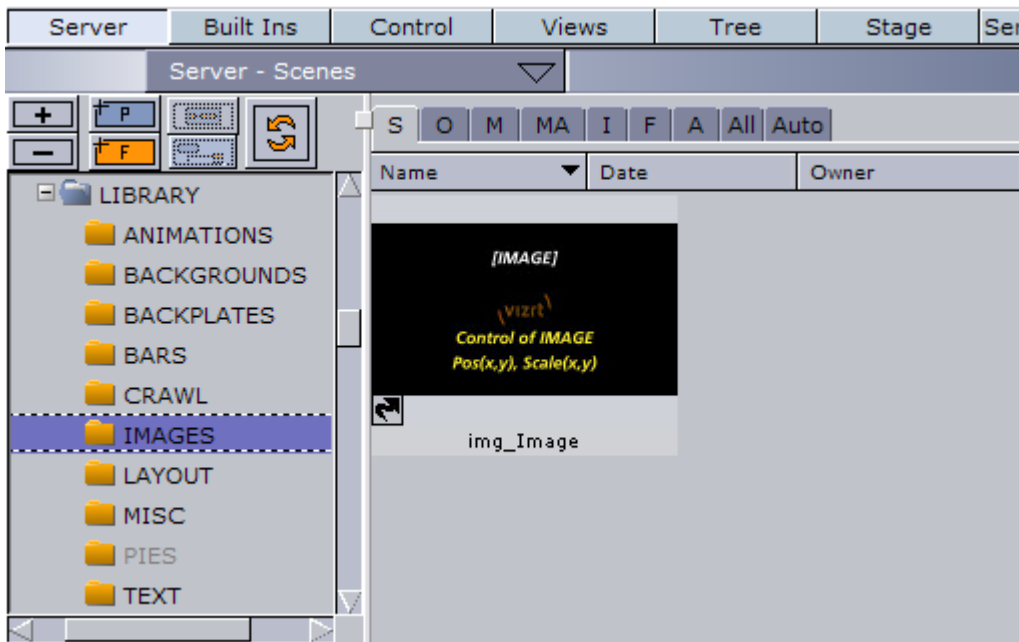 Server Built Ins Control Views Tree Stage Ser
Server - Scenes
+ P
− F
S O M MA I F A All Auto
Name Date Owner
LIBRARY
ANIMATIONS
BACKGROUNDS
BACKPLATES
BARS
CRAWL
IMAGES
LAYOUT
MISC
PIES
TEXT
[IMAGE]
vizrt
Control of IMAGE
Pos(x,y), Scale(x,y)
img_Image